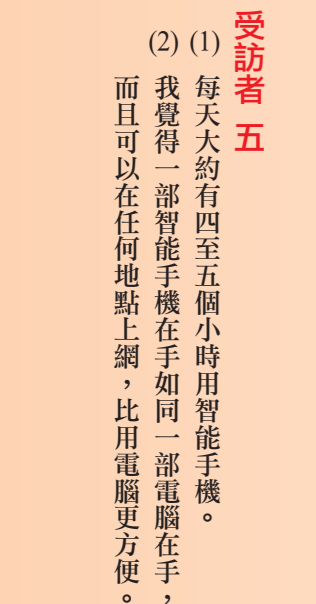 受訪者 五
(1) 每天大約有四至五個小時用智能手機。
(2) 我覺得一部智能手機在手如同一部電腦在手，
而且可以在任何地點上網，比用電腦更方便。